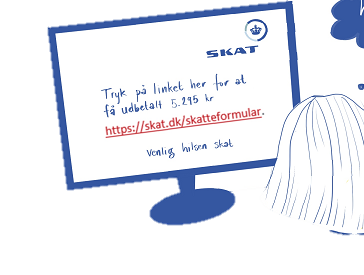 SKAT
Tryk på linket her for at
få udbetalt 5.295 kr
https://skat.dk/skatteformular.
Venlig hilsen skat